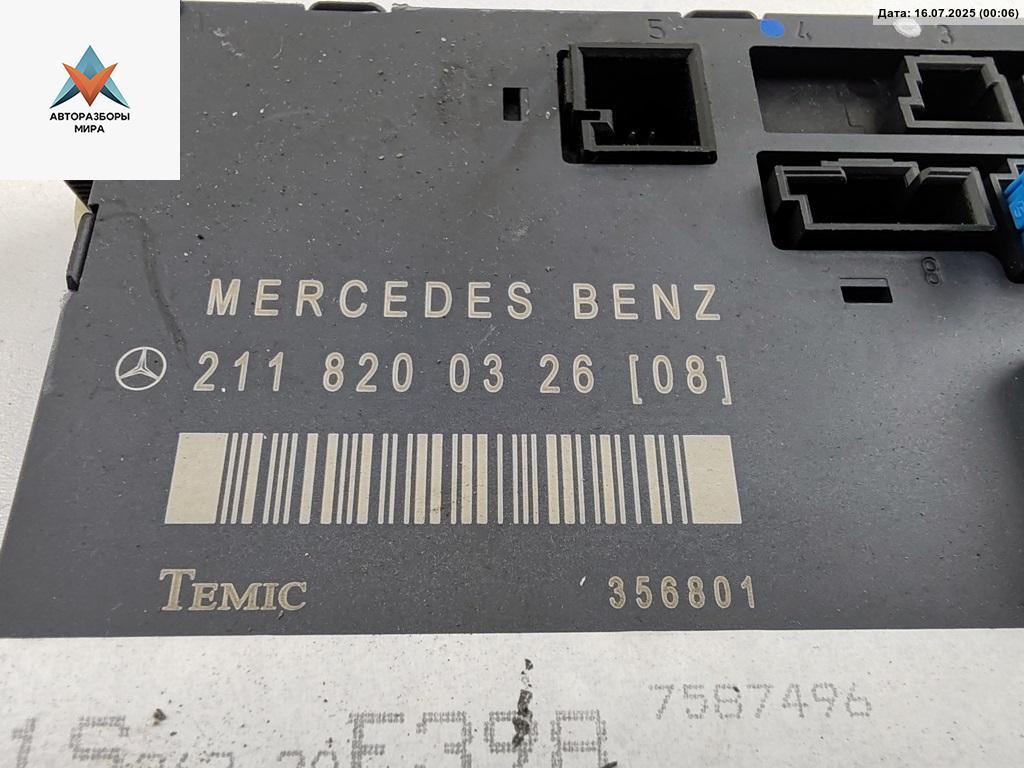 Дата: 16.07.2025 (00:06)
АВТОРАЗБОРЫ
МИРА
5
4
3
8
MERCEDES BENZ
211 820 03 26 [08]
TEMIC
356801
7587496
E398